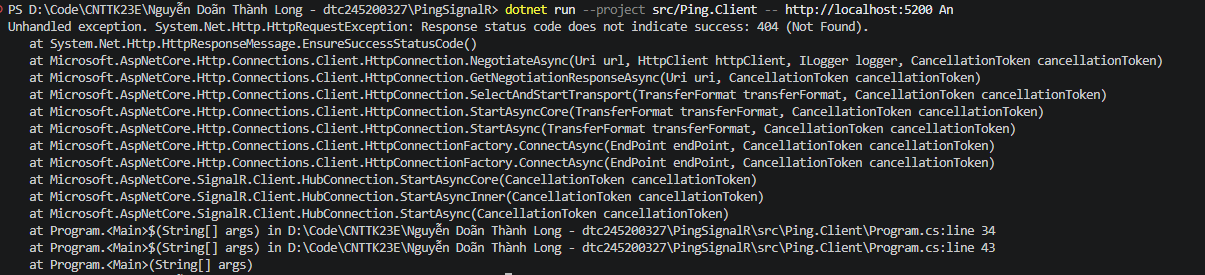 PS D:\Code\CNTTK23E\Nguyễn Doãn Thành Long - dtc245200327\PingSignalR> dotnet run --project src/Ping.Client -- http://localhost:5200 An
Unhandled exception. System.Net.Http.HttpRequestException: Response status code does not indicate success: 404 (Not Found).
   at System.Net.Http.HttpResponseMessage.EnsureSuccessStatusCode()
   at Microsoft.AspNetCore.Http.Connections.Client.HttpConnection.NegotiateAsync(Uri url, HttpClient httpClient, ILogger logger, CancellationToken cancellationToken)
   at Microsoft.AspNetCore.Http.Connections.Client.HttpConnection.GetNegotiationResponseAsync(Uri uri, CancellationToken cancellationToken)
   at Microsoft.AspNetCore.Http.Connections.Client.HttpConnection.SelectAndStartTransport(TransferFormat transferFormat, CancellationToken cancellationToken)
   at Microsoft.AspNetCore.Http.Connections.Client.HttpConnection.StartAsyncCore(TransferFormat transferFormat, CancellationToken cancellationToken)
   at Microsoft.AspNetCore.Http.Connections.Client.HttpConnection.StartAsync(TransferFormat transferFormat, CancellationToken cancellationToken)
   at Microsoft.AspNetCore.Http.Connections.Client.HttpConnectionFactory.ConnectAsync(EndPoint endPoint, CancellationToken cancellationToken)
   at Microsoft.AspNetCore.Http.Connections.Client.HttpConnectionFactory.ConnectAsync(EndPoint endPoint, CancellationToken cancellationToken)
   at Microsoft.AspNetCore.SignalR.Client.HubConnection.StartAsyncCore(CancellationToken cancellationToken)
   at Microsoft.AspNetCore.SignalR.Client.HubConnection.StartAsyncInner(CancellationToken cancellationToken)
   at Microsoft.AspNetCore.SignalR.Client.HubConnection.StartAsync(CancellationToken cancellationToken)
   at Program.<Main>$(String[] args) in D:\Code\CNTTK23E\Nguyễn Doãn Thành Long - dtc245200327\PingSignalR\src\Ping.Client\Program.cs:line 34
   at Program.<Main>$(String[] args) in D:\Code\CNTTK23E\Nguyễn Doãn Thành Long - dtc245200327\PingSignalR\src\Ping.Client\Program.cs:line 43
   at Program.<Main>(String[] args)